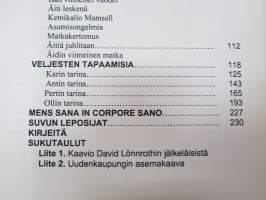 Äiti leskenä
Kemikalio Mamsell
Asumisongelmia
Matkakertomus
Äitiä juhlitaan 112
Äidin viimeinen matka
VELJESTEN TAPAAMISIA 118
Karin tarina 125
Antin tarina 143
Petrin tarina 165
Ollin tarina 193
MENS SANA IN CORPORE SANO 227
SUVUN LEPOSIJAT 230
KIRJEITÄ
SUKUTAULUT
Liite 1. Kaavio David Lönnrothin jälkeläisistä
Liite 2. Uudenkaupungin asemakaava